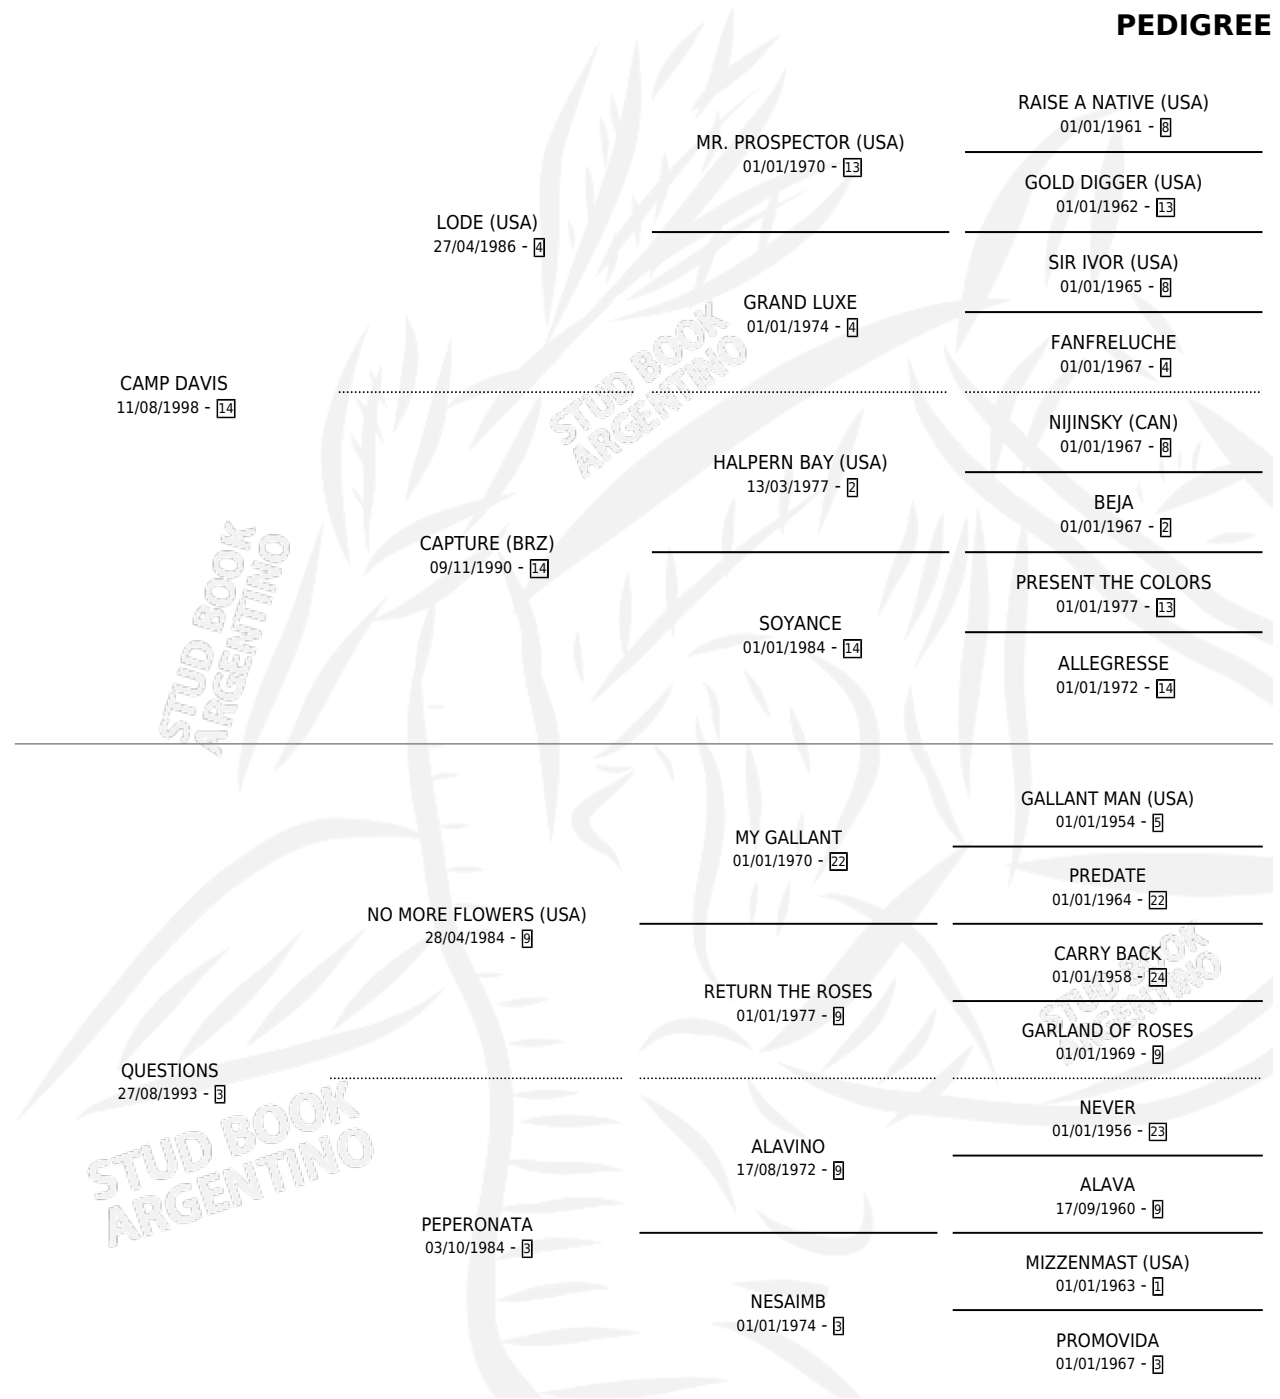 PEDIGREE
RAISE A NATIVE (USA)
01/01/1961 - 8
MR. PROSPECTOR (USA)
01/01/1970 - 13
GOLD DIGGER (USA)
01/01/1962 - 13
LODE (USA)
27/04/1986 - 4
SIR IVOR (USA)
01/01/1965 - 8
GRAND LUXE
01/01/1974 - 4
FANFRELUCHE
01/01/1967 - 4
CAMP DAVIS
11/08/1998 - 14
NIJINSKY (CAN)
01/01/1967 - 8
HALPERN BAY (USA)
13/03/1977 - 2
BEJA
01/01/1967 - 2
CAPTURE (BRZ)
09/11/1990 - 14
PRESENT THE COLORS
01/01/1977 - 13
SOYANCE
01/01/1984 - 14
ALLEGRESSE
01/01/1972 - 14
GALLANT MAN (USA)
01/01/1954 - 5
MY GALLANT
01/01/1970 - 22
PREDATE
01/01/1964 - 22
NO MORE FLOWERS (USA)
28/04/1984 - 9
CARRY BACK
01/01/1958 - 24
RETURN THE ROSES
01/01/1977 - 9
GARLAND OF ROSES
01/01/1969 - 9
QUESTIONS
27/08/1993 - 3
NEVER
01/01/1956 - 23
ALAVINO
17/08/1972 - 9
ALAVA
17/09/1960 - 9
PEPERONATA
03/10/1984 - 3
MIZZENMAST (USA)
01/01/1963 - 1
NESAIMB
01/01/1974 - 3
PROMOVIDA
01/01/1967 - 3
STUD BOOK
ARGENTINO
STUD BOOK
ARGENTINO
STUD BOOK
ARGENTINO
STUD BOOK
ARGENTINO